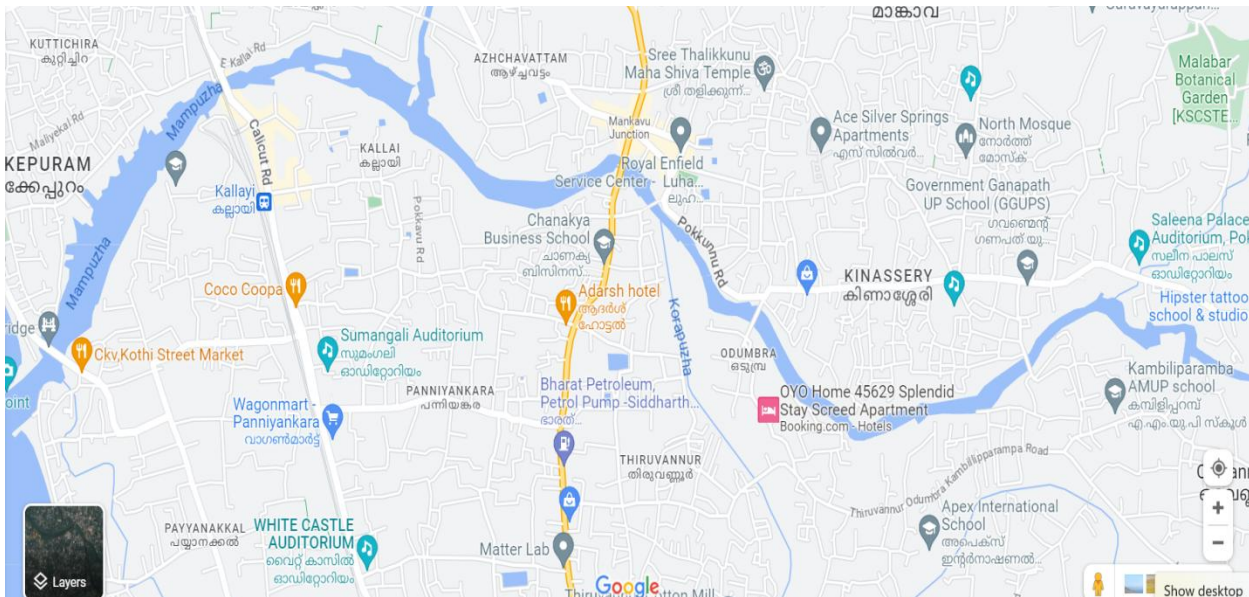 മാങ്കാവ
KUTTICHIRA
കുറ്റിച്ചിറ
E Kallai Rd
Mampuzha
Maliyekal Rd
Calicut Rd
KEPURAM
ക്കേപ്പുറം
Mampuzha
AZHCHAVATTAM
ആഴ്ച്ചവട്ടം
Sree Thalikkunu
Maha Shiva Temple
ശ്രീ തളിക്കുന്ന്...
Mankavu
Junction
Malabar
Botanical
Garden
[KSCSTE...
Ace Silver Springs
Apartments
എസ് സിൽവർ...
North Mosque
നോർത്ത്
മോസ്ക്
KALLAI
കല്ലായി
Kallayi
കല്ലായി
Pokkavu Rd
Royal Enfield
Service Center - Luha...
ലൂഹ...
Government Ganapath
UP School (GGUPS)
ഗവണ്മെന്റ്
ഗണപത് യു...
Chanakya
Business School
ചാണക്യ
ബിസിനസ്...
Pokkunnu Rd
Saleena Palace
Auditorium, Pok
സലീന പാലസ്
ഓഡിറ്റോറിയം
KINASSERY
കിണാശ്ശേരി
Coco Coopa
Adarsh hotel
ആദർശ്
ഹോട്ടൽ
Korapuzha
Hipster tattoo
school & studio
ridge
Ckv,Kothi Street Market
Sumangali Auditorium
സുമംഗലി
ഓഡിറ്റോറിയം
ODUMBRA
ഒടുമ്പ്ര
Kambiliparamba
AMUP school
കമ്പിളിപ്പറമ്പ്
എ.എം.യു.പി സ്കൂൾ
oint
PANNIYANKARA
പന്നിയങ്കര
Bharat Petroleum,
Petrol Pump -Siddharth...
ഭാരത്...
OYO Home 45629 Splendid
Stay Screed Apartment
Booking.com - Hotels
Wagonmart -
Panniyankara
വാഗൺമാർട്ട്
THIRUVANNUR
തിരുവണ്ണൂർ
Thiruvannur Odumbra Kambillipparampa Road
PAYYANAKKAL
പയ്യാനക്കൽ
WHITE CASTLE
AUDITORIUM
വൈറ്റ് കാസിൽ
ഓഡിറ്റോറിയം
Matter Lab
Apex International
School
അപെക്സ്
ഇന്റർനാഷണൽ...
Layers
Google
Show desktop